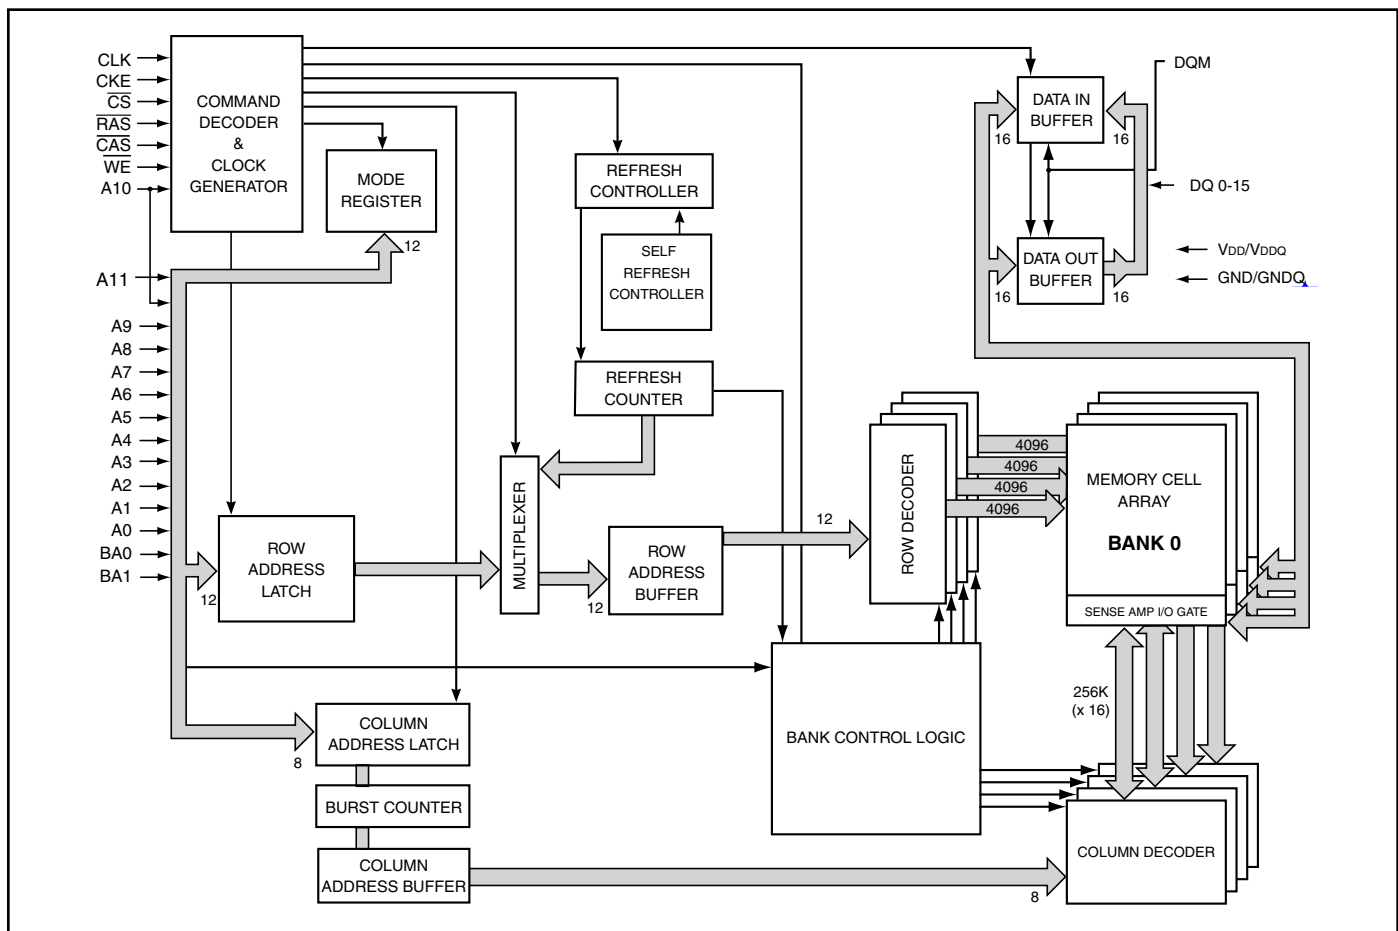 CLK
CKE
CS
RAS
CAS
WE
A10
A11
A9
A8
A7
A6
A5
A4
A3
A2
A1
A0
BA0
BA1
COMMAND
DECODER
&
CLOCK
GENERATOR
MODE
REGISTER
12
REFRESH
CONTROLLER
SELF
REFRESH
CONTROLLER
REFRESH
COUNTER
DATA IN
BUFFER
16
16
DQM
DQ 0-15
DATA OUT
BUFFER
16
16
VDD/VDDQ
GND/GNDQ
MULTIPLEXER
ROW
ADDRESS
LATCH
12
ROW
ADDRESS
BUFFER
12
12
ROW DECODER
4096
4096
4096
4096
MEMORY CELL
ARRAY
BANK 0
SENSE AMP I/O GATE
256K
(x 16)
BANK CONTROL LOGIC
COLUMN
ADDRESS LATCH
8
BURST COUNTER
COLUMN
ADDRESS BUFFER
8
COLUMN DECODER